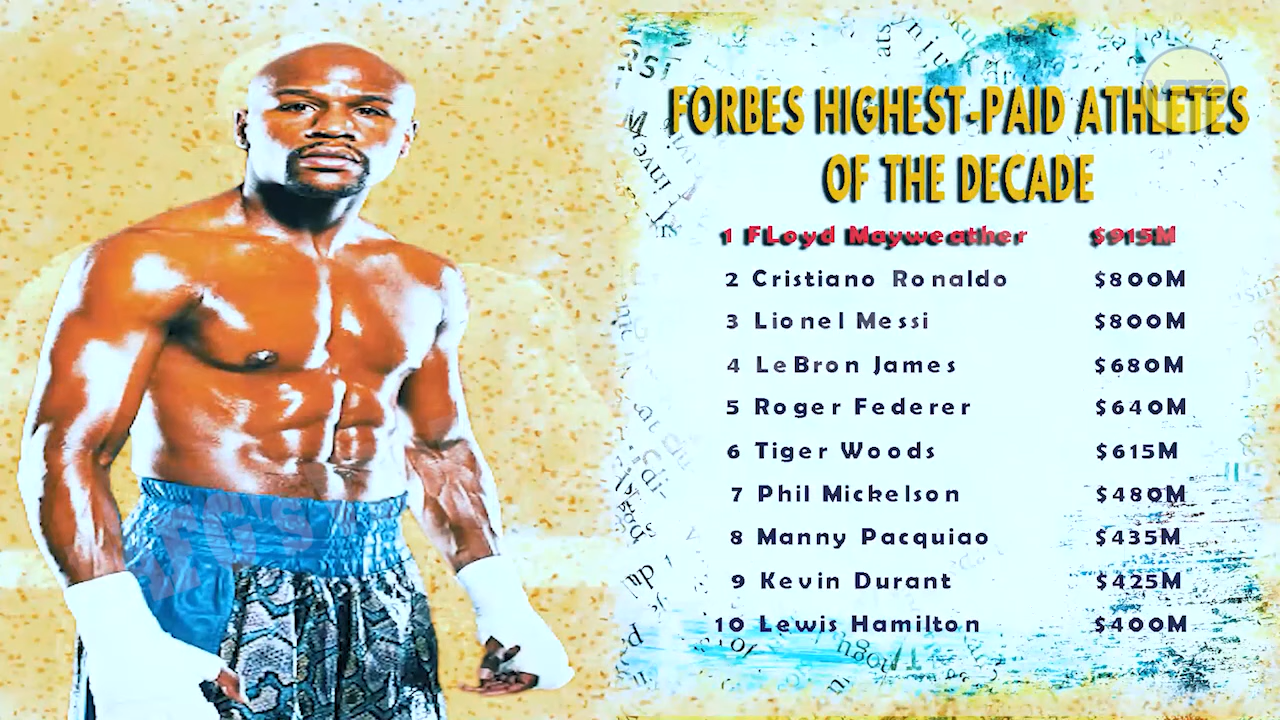 FORBES HIGHEST-PAID ATHLETES
OF THE DECADE
1 FLoyd Mayweather $915M
2 Cristiano Ronaldo $800M
3 Lionel Messi $800M
4 LeBron James $680M
5 Roger Federer $640M
6 Tiger Woods $615M
7 Phil Mickelson $480M
8 Manny Pacquiao $435M
9 Kevin Durant $425M
10 Lewis Hamilton $400M